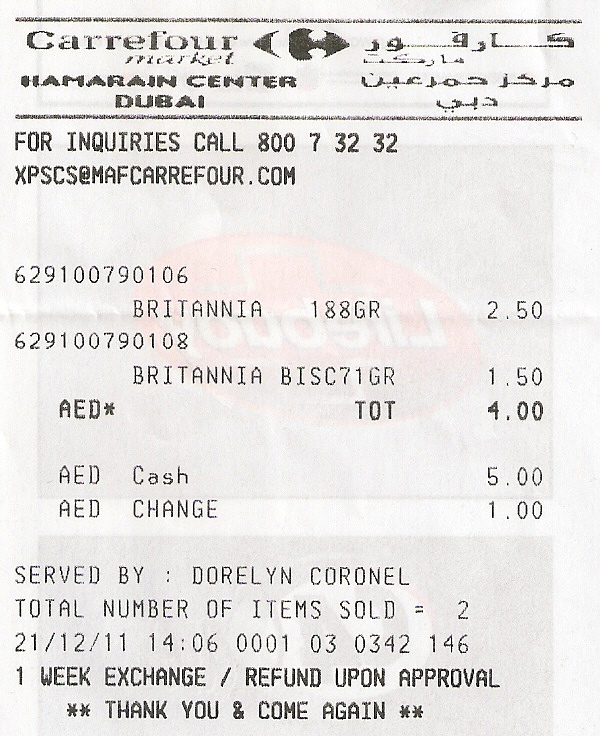 Carrefour كارفور
market ماركت
HAMARAIN CENTER مركز حمرعين
DUBAI دبي
FOR INQUIRIES CALL 800 7 32 32
XPSCS@MAFCARREFOUR.COM
629100790106
BRITANNIA 188GR 2.50
629100790108
BRITANNIA BISC71GR 1.50
AED* TOT 4.00
AED Cash 5.00
AED CHANGE 1.00
SERVED BY : DORELYN CORONEL
TOTAL NUMBER OF ITEMS SOLD = 2
21/12/11 14:06 0001 03 0342 146
1 WEEK EXCHANGE / REFUND UPON APPROVAL
** THANK YOU & COME AGAIN **
Lifebuoy